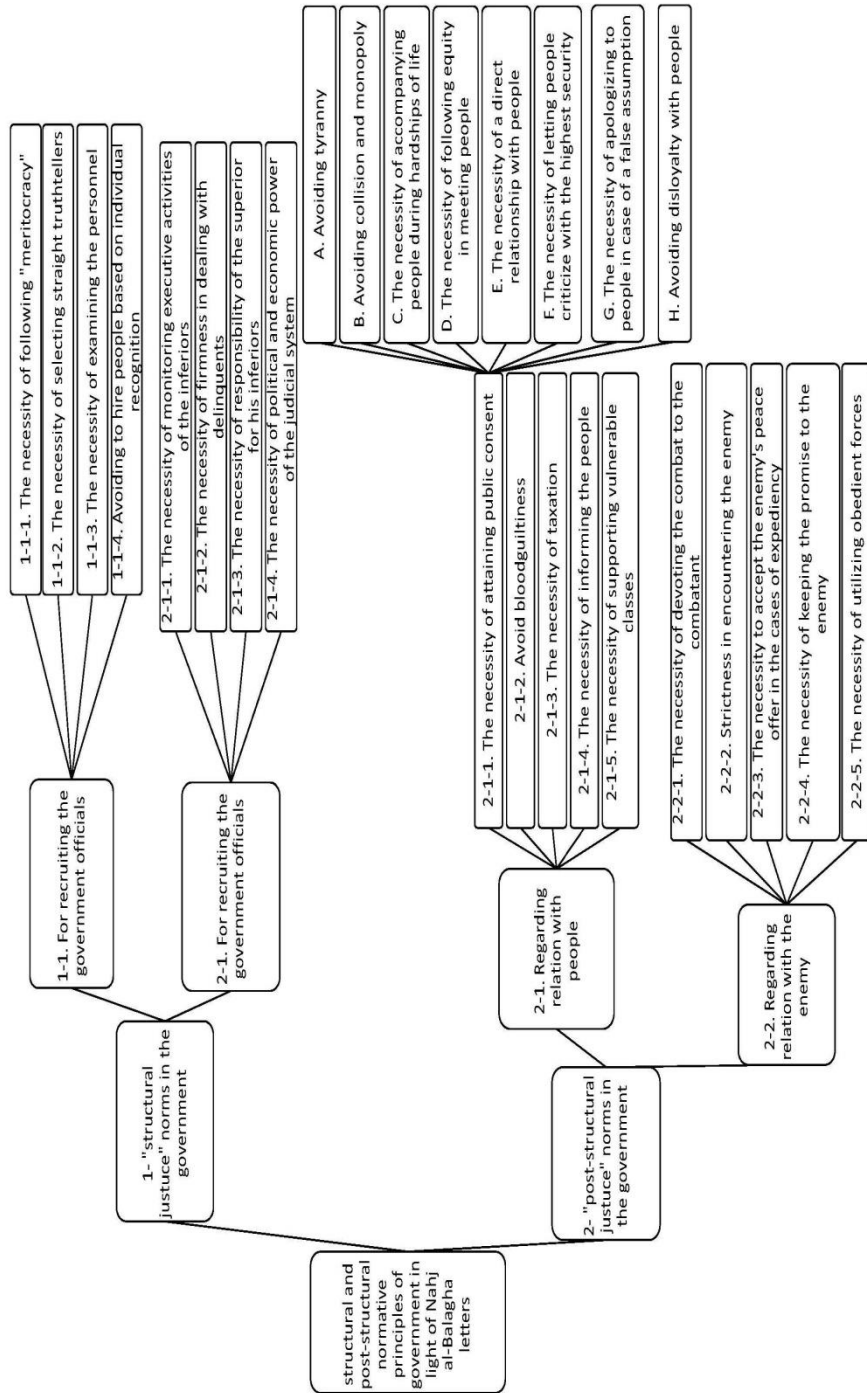 structural and
post-structural
normative
principles of
government in
light of Nahj
al-Balagha
letters
1- "structural
justuce" norms in the
government
1-1. For recruiting the
government officials
1-1-1. The necessity of following "meritocracy"
1-1-2. The necessity of selecting straight truthtellers
1-1-3. The necessity of examining the personnel
1-1-4. Avoiding to hire people based on individual
recognition
2-1. For recruiting the
government officials
2-1-1. The necessity of monitoring executive activities
of the inferiors
2-1-2. The necessity of firmness in dealing with
delinquents
2-1-3. The necessity of responsibility of the superior
for his inferiors
2-1-4. The necessity of political and economic power
of the judicial system
2- "post-structural
justuce" norms in
the government
2-1. Regarding
relation with
people
2-1-1. The necessity of attaining public consent
2-1-2. Avoid bloodguiltiness
2-1-3. The necessity of taxation
2-1-4. The necessity of informing the people
2-1-5. The necessity of supporting vulnerable
classes
A. Avoiding tyranny
B. Avoiding collision and monopoly
C. The necessity of accompanying
people during hardships of life
D. The necessity of following equity
in meeting people
E. The necessity of a direct
relationship with people
F. The necessity of letting people
criticize with the highest security
G. The necessity of apologizing to
people in case of a false assumption
H. Avoiding disloyalty with people
2-2. Regarding
relation with the
enemy
2-2-1. The necessity of devoting the combat to the
combatant
2-2-2. Strictness in encountering the enemy
2-2-3. The necessity to accept the enemy's peace
offer in the cases of expediency
2-2-4. The necessity of keeping the promise to the
enemy
2-2-5. The necessity of utilizing obedient forces